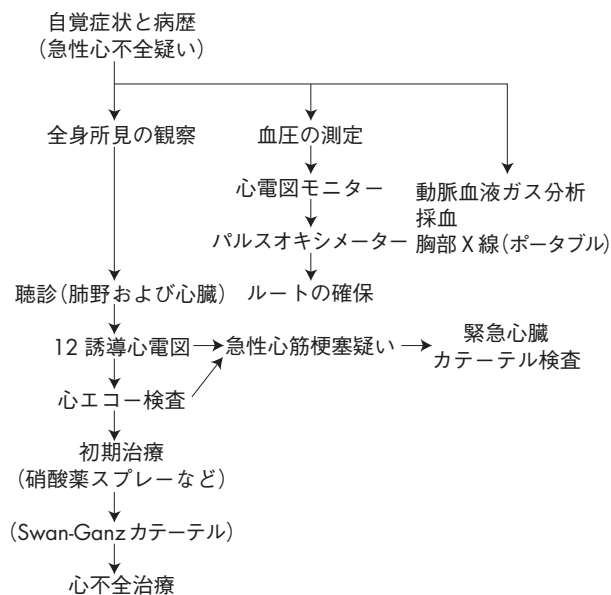 自覚症状と病歴
(急性心不全疑い)
全身所見の観察
血圧の測定
心電図モニター
動脈血液ガス分析
採血
パルスオキシメーター
胸部X線(ポータブル)
聴診(肺野および心臓)
ルートの確保
12誘導心電図
急性心筋梗塞疑い
緊急心臓
カテーテル検査
心エコー検査
初期治療
(硝酸薬スプレーなど)
(Swan-Ganzカテーテル)
心不全治療